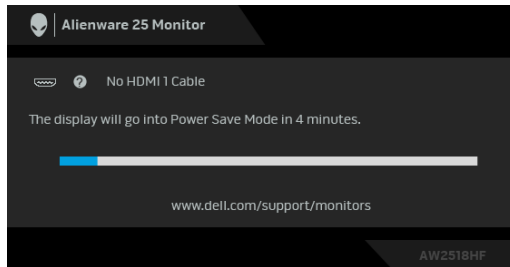 Alienware 25 Monitor
? No HDMI 1 Cable
The display will go into Power Save Mode in 4 minutes.
www.dell.com/support/monitors
AW2518HF